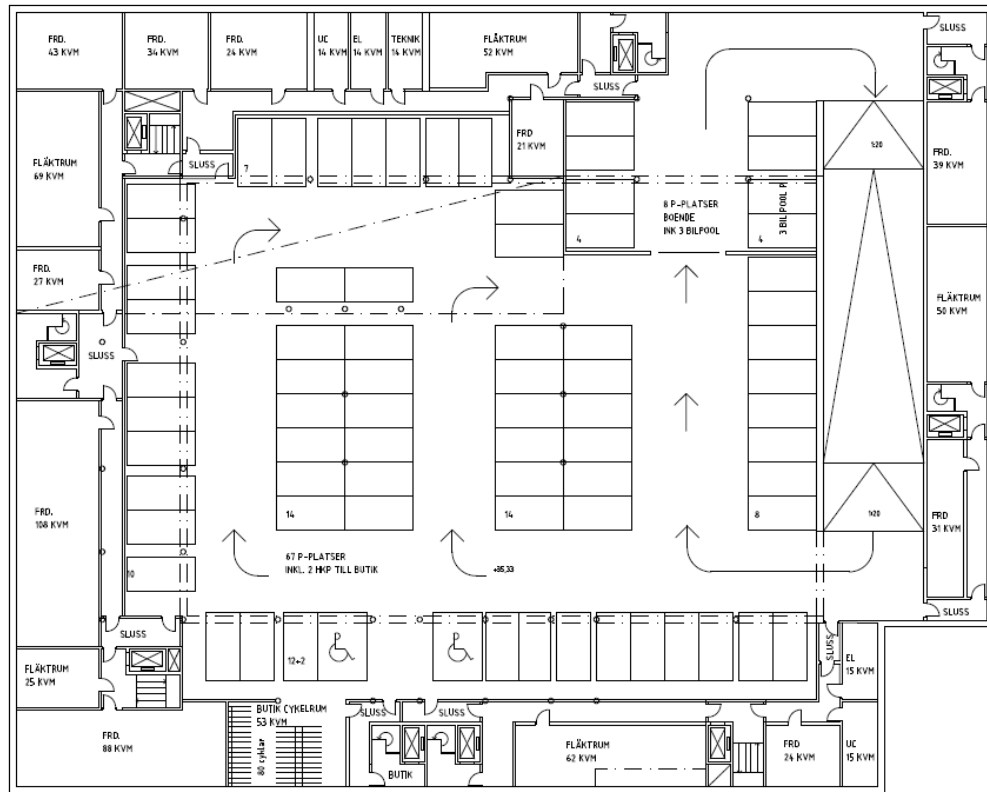 FRD.
43 KVM
FRD.
34 KVM
FRD.
24 KVM
UC
14 KVM
EL
14 KVM
TEKNIK
14 KVM
FLÄKTRUM
52 KVM
SLUSS
SLUSS
FLÄKTRUM
69 KVM
SLUSS
7
FRD
21 KVM
1:20
FRD.
39 KVM
8 P-PLATSER
BOENDE
INK 3 BILPOOL
3 BILPOOL P
4
4
FRD.
27 KVM
FLÄKTRUM
50 KVM
SLUSS
FRD.
108 KVM
14
14
8
1:20
FRD
31 KVM
67 P-PLATSER
INKL. 2 HKP TILL BUTIK
+35,33
10
SLUSS
SLUSS
P
P
12+2
SLUSS
FLÄKTRUM
25 KVM
EL
15 KVM
BUTIK CYKELRUM
53 KVM
80 cyklar
SLUSS
SLUSS
FRD.
88 KVM
BUTIK
FLÄKTRUM
62 KVM
FRD
24 KVM
UC
15 KVM